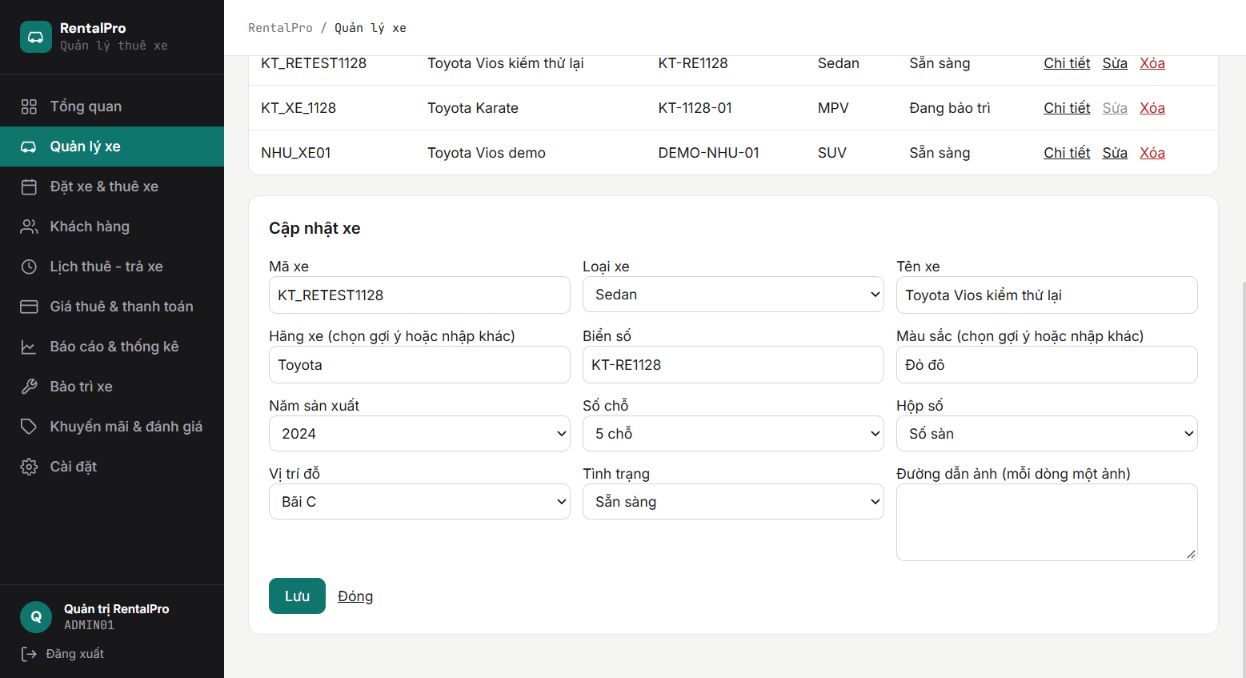 RentalPro
Quản lý thuê xe
Tổng quan
Quản lý xe
Đặt xe & thuê xe
Khách hàng
Lịch thuê - trả xe
Giá thuê & thanh toán
Báo cáo & thống kê
Bảo trì xe
Khuyến mãi & đánh giá
Cài đặt
Q
Quản trị RentalPro
ADMIN01
Đăng xuất
RentalPro / Quản lý xe
KT_RETEST1128 Toyota Vios kiểm thử lại KT-RE1128 Sedan Sẵn sàng Chi tiết Sửa Xóa
KT_XE_1128 Toyota Karate KT-1128-01 MPV Đang bảo trì Chi tiết Sửa Xóa
NHU_XE01 Toyota Vios demo DEMO-NHU-01 SUV Sẵn sàng Chi tiết Sửa Xóa
Cập nhật xe
Mã xe Loại xe Tên xe
KT_RETEST1128 Sedan Toyota Vios kiểm thử lại
Hãng xe (chọn gợi ý hoặc nhập khác) Biển số Màu sắc (chọn gợi ý hoặc nhập khác)
Toyota KT-RE1128 Đỏ đô
Năm sản xuất Số chỗ Hộp số
2024 5 chỗ Số sàn
Vị trí đỗ Tình trạng Đường dẫn ảnh (mỗi dòng một ảnh)
Bãi C Sẵn sàng
Lưu Đóng